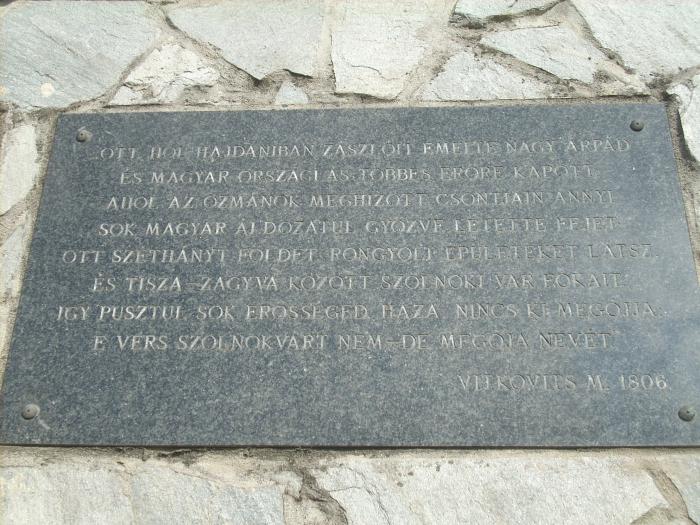 OTT, HOL HAJDANIBAN ZÁSZLÓIT EMELTE NAGY ÁRPÁD
ÉS MAGYAR ORSZÁGLÁS TÖBBES ERŐRE KAPOTT,
AHOL AZ OZMÁNOK MEGHIZOTT CSONTJAIN ANNYI
SOK MAGYAR ÁLDOZATUL GYŐZVE LETETTE FEJÉT:
OTT SZÉTHÁNYT FÖLDET, RONGYOLT ÉPÜLETEKET LÁTSZ,
ÉS TISZA–ZAGYVA KÖZÖTT SZOLNOKI VÁR FOKAIT.
ÍGY PUSZTUL SOK ERŐSSÉGED, HAZA, NINCS KI MEGÓJJA;
E VERS SZOLNOKVÁRT NEM–DE MEGÓJA NEVÉT.
VITKOVITS M. 1806.